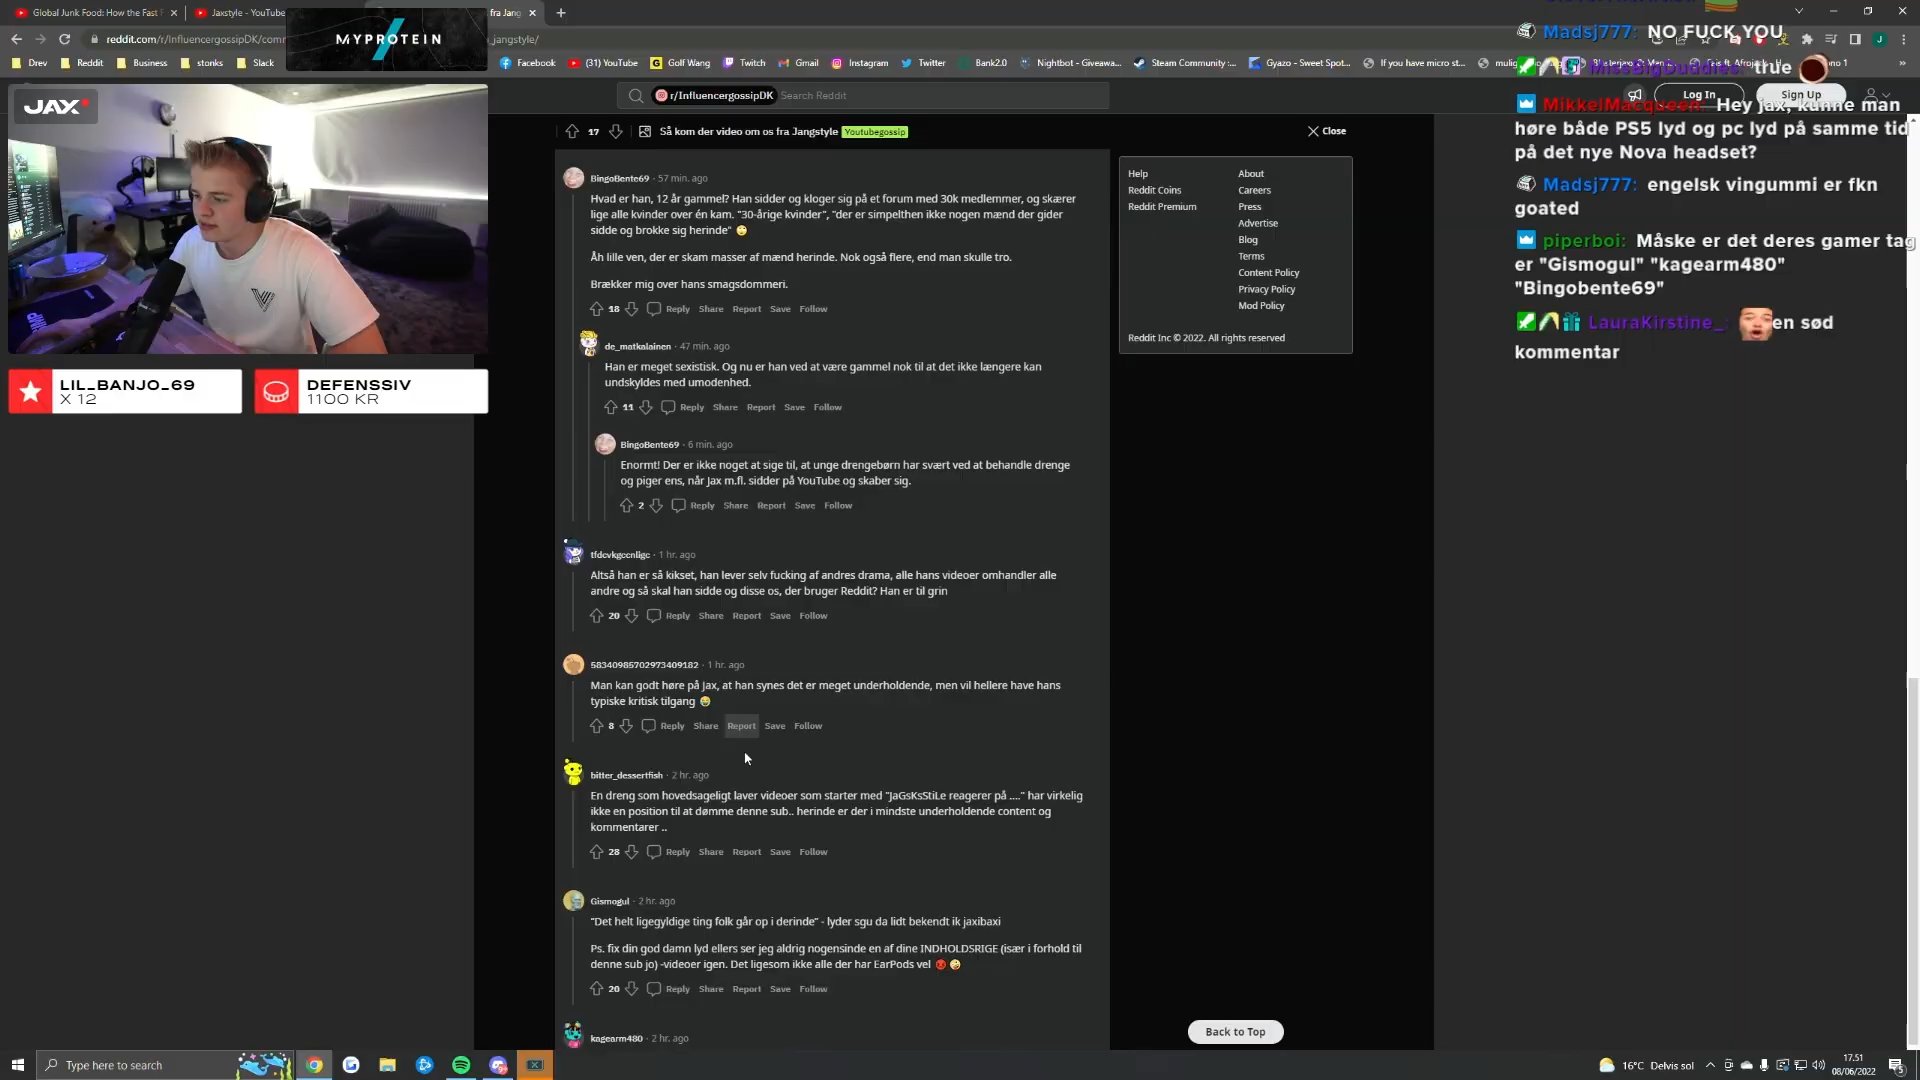 Global Junk Food: How the Fast F
Jaxstyle - YouTube
fra Jang
reddit.com/r/InfluencergossipDK/com
_jangstyle/
MYPROTEIN
Drev
Reddit
Business
stonks
Slack
Facebook
(31) YouTube
Golf Wang
Twitch
Gmail
Instagram
Twitter
Bank2.0
Nightbot - Giveawa...
Steam Community :...
Gyazo - Sweet Spot...
If you have micro st...
r/InfluencergossipDK
Search Reddit
Log In
Sign Up
JAX
LIL_BANJO_69
X 12
DEFENSSIV
1100 KR
17
Så kom der video om os fra Jangstyle
Youtubegossip
Close
BingoBente69 · 57 min. ago
Hvad er han, 12 år gammel? Han sidder og kloger sig på et forum med 30k medlemmer, og skærer
lige alle kvinder over én kam. "30-årige kvinder", "der er simpelthen ikke nogen mænd der gider
sidde og brokke sig herinde" 🙄
Åh lille ven, der er skam masser af mænd herinde. Nok også flere, end man skulle tro.
Brækker mig over hans smagsdommeri.
18 Reply Share Report Save Follow
de_matkalainen · 47 min. ago
Han er meget sexistisk. Og nu er han ved at være gammel nok til at det ikke længere kan
undskyldes med umodenhed.
11 Reply Share Report Save Follow
BingoBente69 · 6 min. ago
Enormt! Der er ikke noget at sige til, at unge drengebørn har svært ved at behandle drenge
og piger ens, når Jax m.fl. sidder på YouTube og skaber sig.
2 Reply Share Report Save Follow
tfdcvkgccnligc · 1 hr. ago
Altså han er så kikset, han lever selv fucking af andres drama, alle hans videoer omhandler alle
andre og så skal han sidde og disse os, der bruger Reddit? Han er til grin
20 Reply Share Report Save Follow
58340985702973409182 · 1 hr. ago
Man kan godt høre på Jax, at han synes det er meget underholdende, men vil hellere have hans
typiske kritisk tilgang 😂
8 Reply Share Report Save Follow
bitter_dessertfish · 2 hr. ago
En dreng som hovedsageligt laver videoer som starter med "JaGsKsStiLe reagerer på ...." har virkelig
ikke en position til at dømme denne sub.. herinde er der i mindste underholdende content og
kommentarer ..
28 Reply Share Report Save Follow
Gismogul · 2 hr. ago
"Det helt ligegyldige ting folk går op i derinde" - lyder sgu da lidt bekendt ik jaxibaxi
Ps. fix din god damn lyd ellers ser jeg aldrig nogensinde en af dine INDHOLDSRIGE (især i forhold til
denne sub jo) -videoer igen. Det ligesom ikke alle der har EarPods vel 😡 🤪
20 Reply Share Report Save Follow
kagearm480 · 2 hr. ago
Help
Reddit Coins
Reddit Premium
About
Careers
Press
Advertise
Blog
Terms
Content Policy
Privacy Policy
Mod Policy
Reddit Inc © 2022. All rights reserved
Back to Top
Madsj777: NO FUCK YOU
MissBigDuddies: true
MikkelMacqueen: Hey jax, kunne man
høre både PS5 lyd og pc lyd på samme tid
på det nye Nova headset?
Madsj777: engelsk vingummi er fkn
goated
piperboi: Måske er det deres gamer tag
er "Gismogul" "kagearm480"
"Bingobente69"
LauraKirstine_: en sød
kommentar
Type here to search
16°C Delvis sol
17.51
08/06/2022